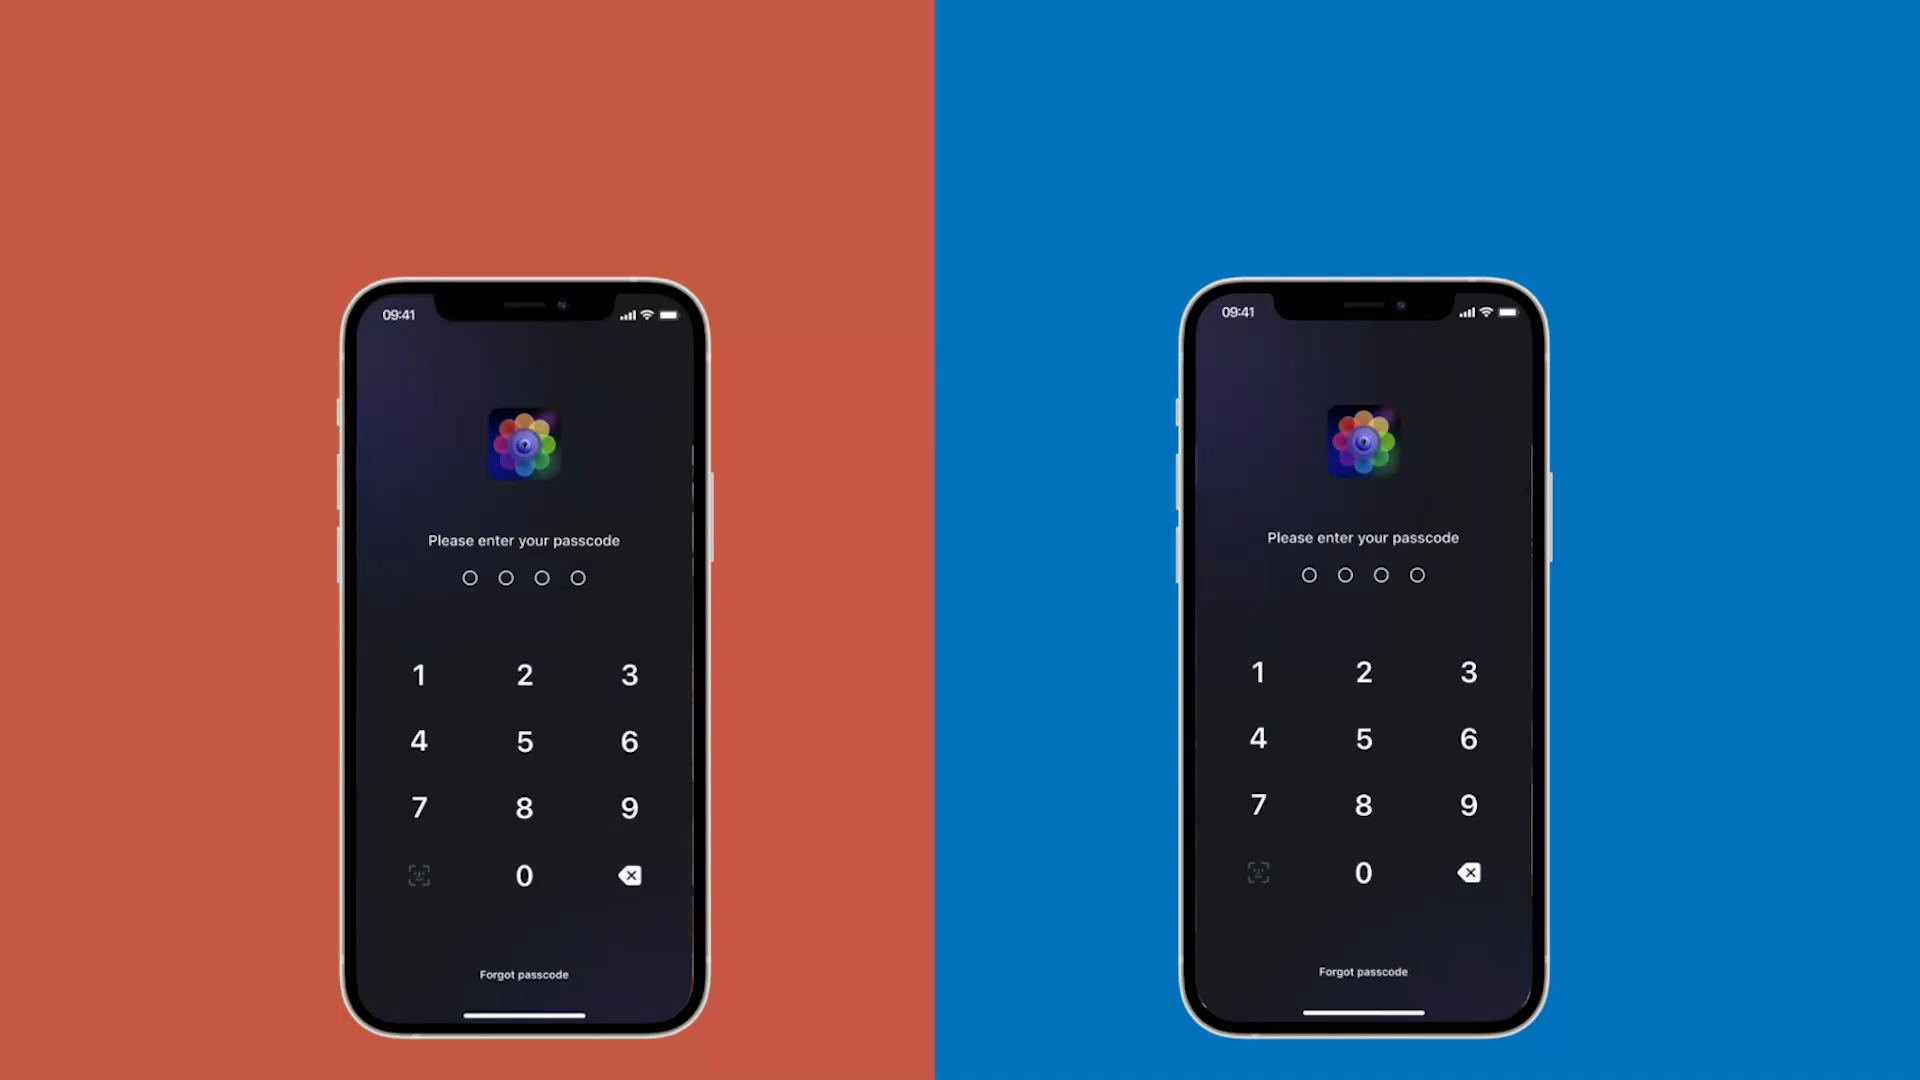 09:41
Please enter your passcode
1 2 3
4 5 6
7 8 9
0
Forgot passcode
09:41
Please enter your passcode
1 2 3
4 5 6
7 8 9
0
Forgot passcode